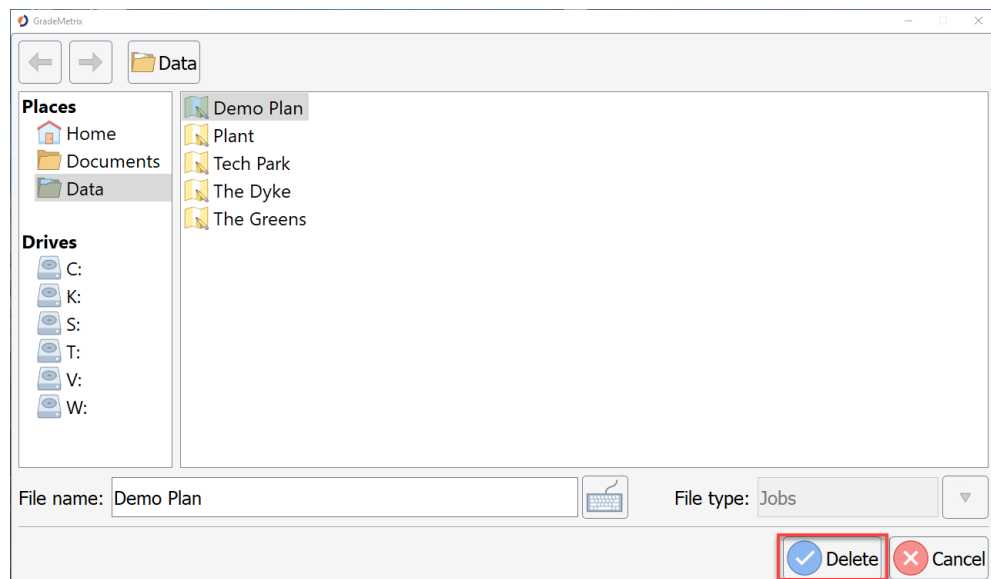 GradeMetrix
Data
Places
Home
Documents
Data
Drives
C:
K:
S:
T:
V:
W:
Demo Plan
Plant
Tech Park
The Dyke
The Greens
File name: Demo Plan
File type: Jobs
Delete
Cancel